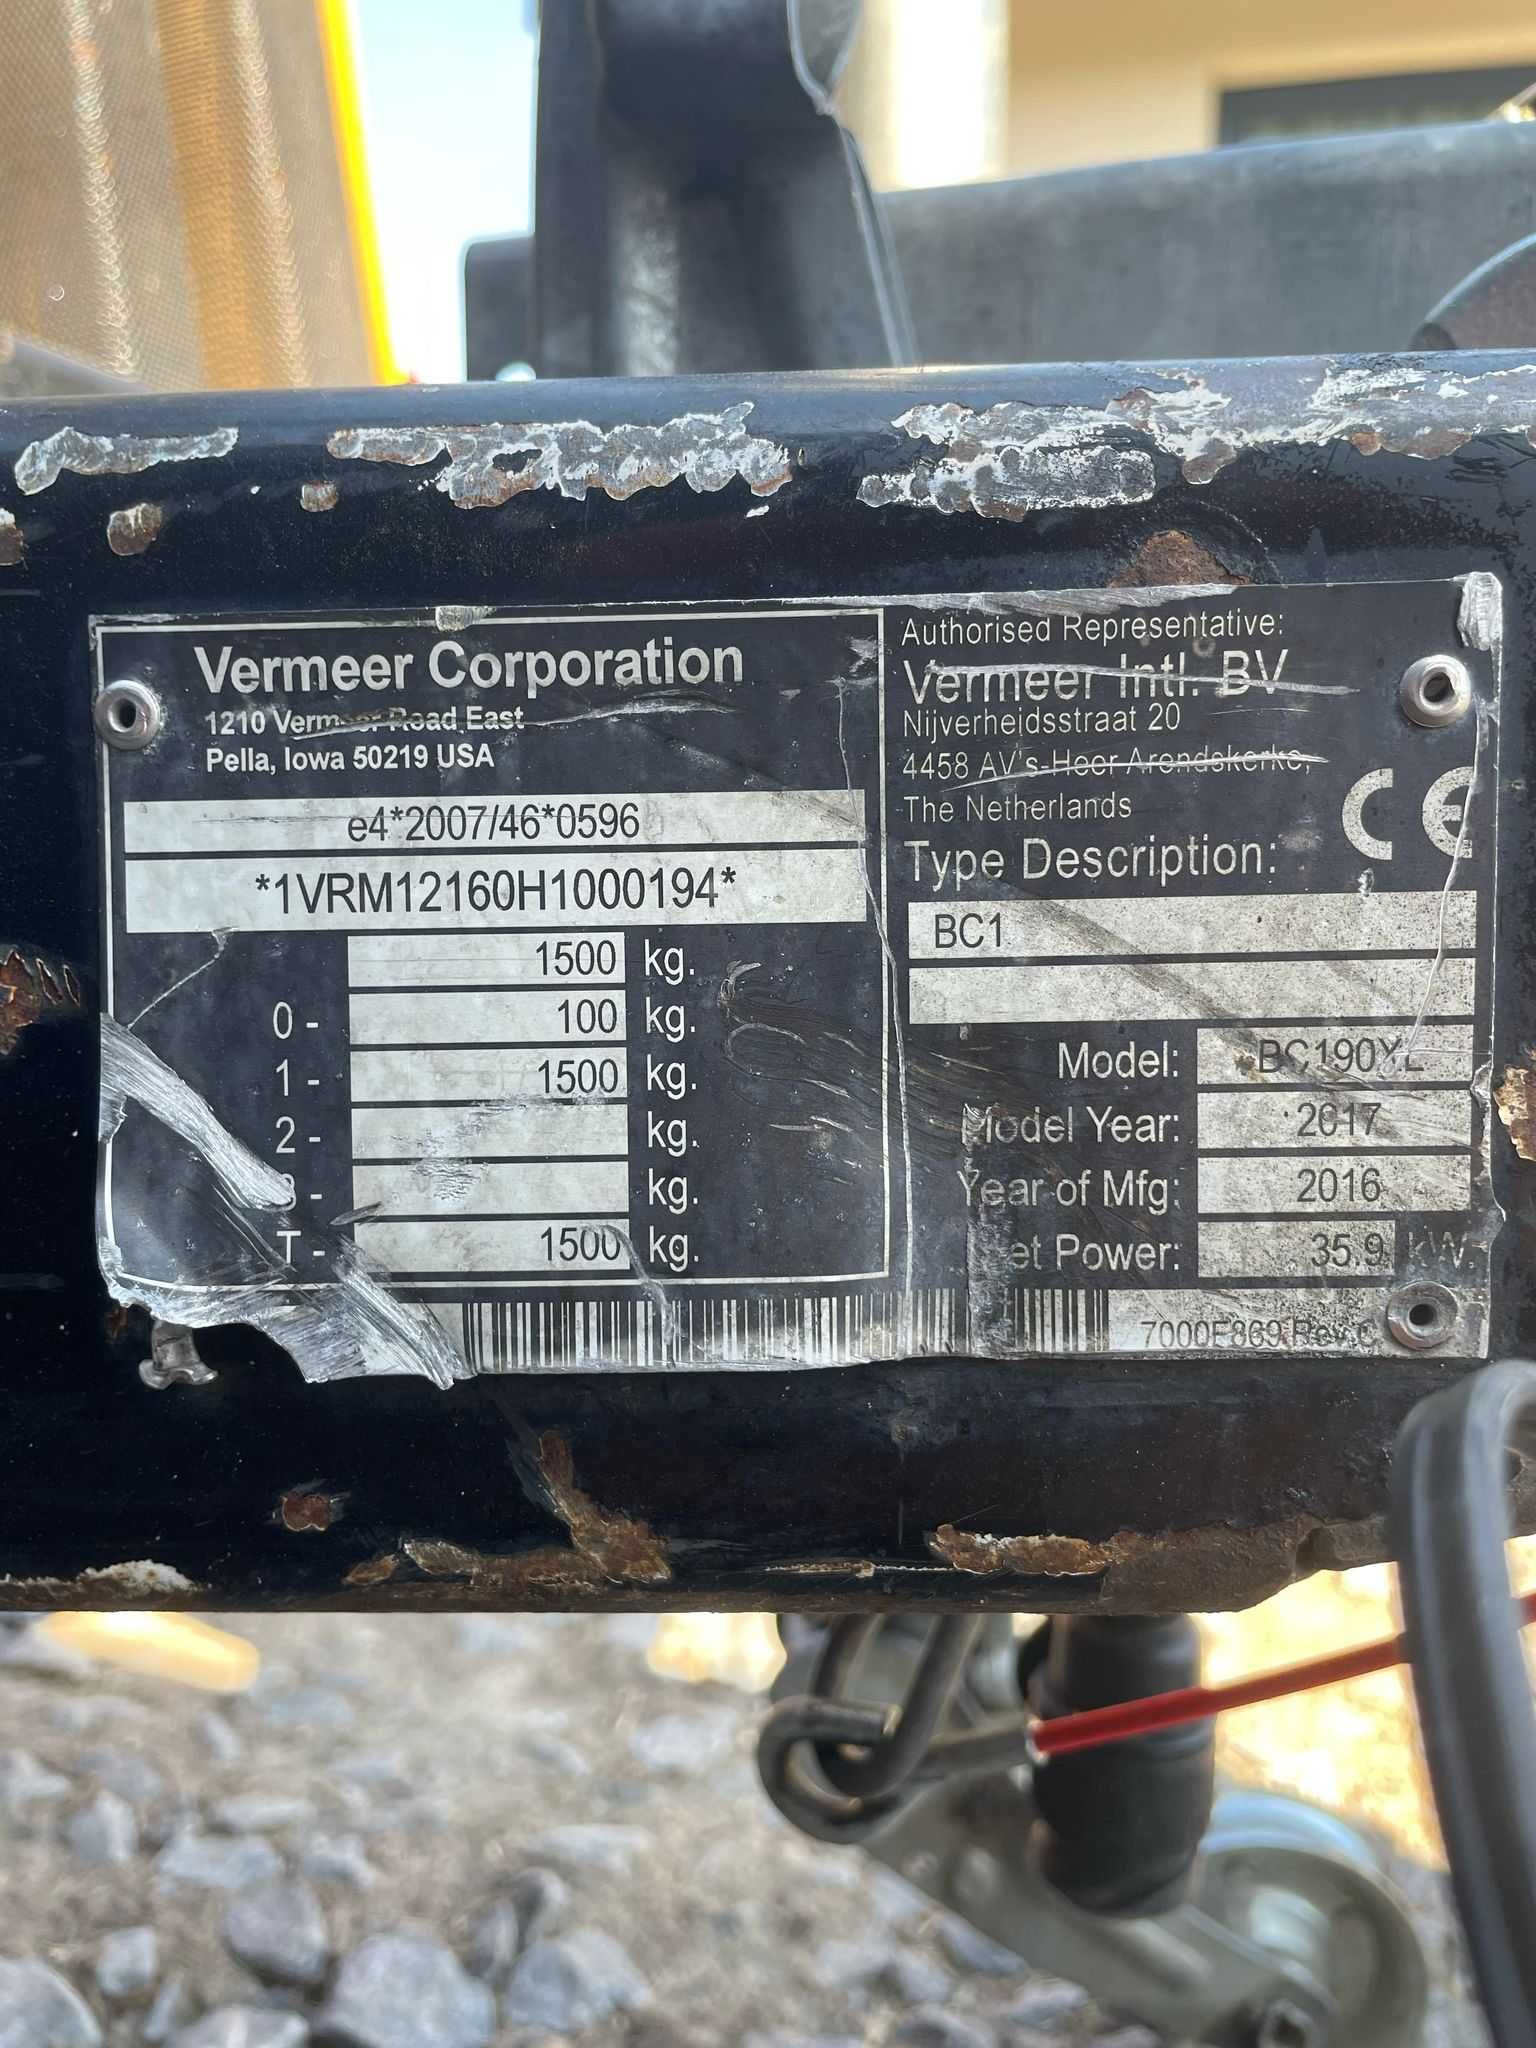 Vermeer Corporation
1210 Vermeer Road East
Pella, Iowa 50219 USA
e4*2007/46*0596
*1VRM12160H1000194*
1500 kg.
0 - 100 kg.
1 - 1500 kg.
2 - kg.
3 - kg.
T - 1500 kg.
Authorised Representative:
Vermeer Intl. BV
Nijverheidsstraat 20
4458 AV's-Heer Arendskerke,
The Netherlands
CE
Type Description:
BC1
Model: BC190XL
Model Year: 2017
Year of Mfg: 2016
Net Power: 35.9 kW.
Rev